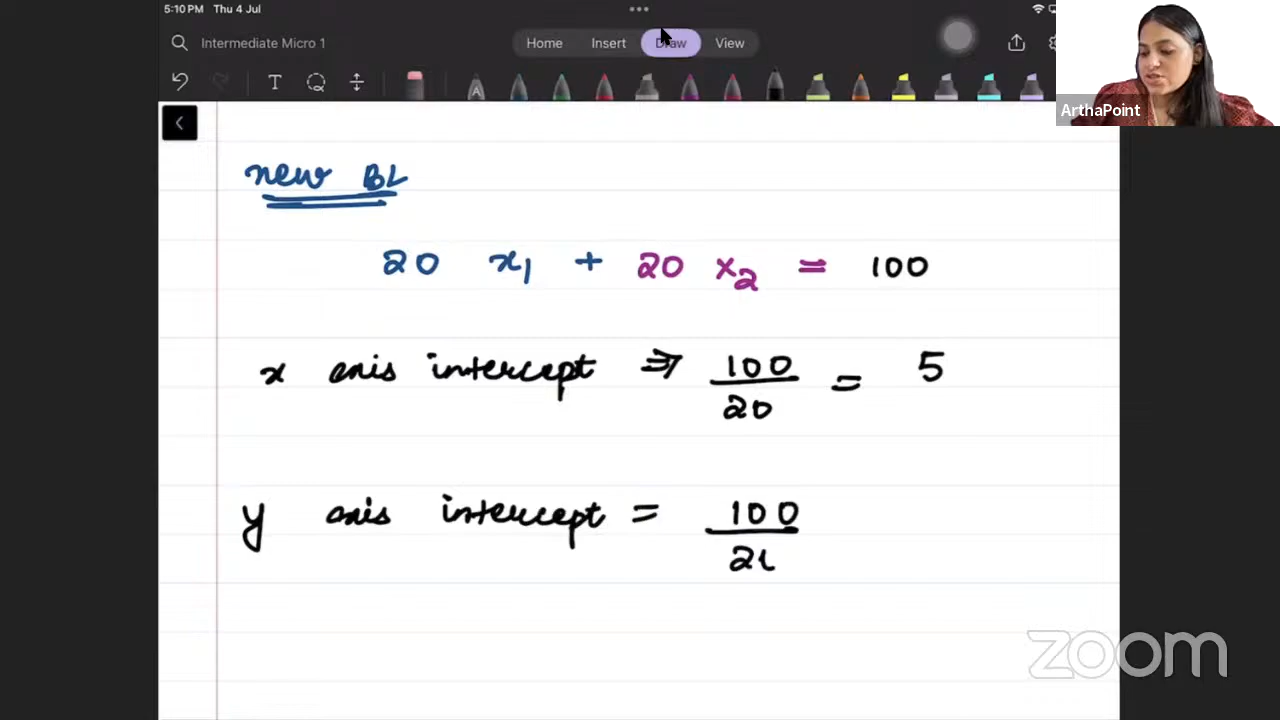 5:10 PM Thu 4 Jul
Intermediate Micro 1
Home Insert Draw View
ArthaPoint
new BL
20 x₁ + 20 x₂ = 100
x axis intercept ⇒ 100/20 = 5
y axis intercept = 100/2
zoom